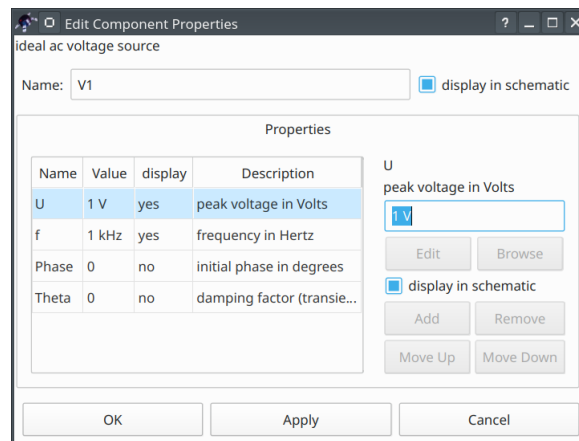 Edit Component Properties
ideal ac voltage source
Name: V1 display in schematic
Properties
Name Value display Description
U 1 V yes peak voltage in Volts
f 1 kHz yes frequency in Hertz
Phase 0 no initial phase in degrees
Theta 0 no damping factor (transie...
U
peak voltage in Volts
1 V
Edit Browse
display in schematic
Add Remove
Move Up Move Down
OK Apply Cancel